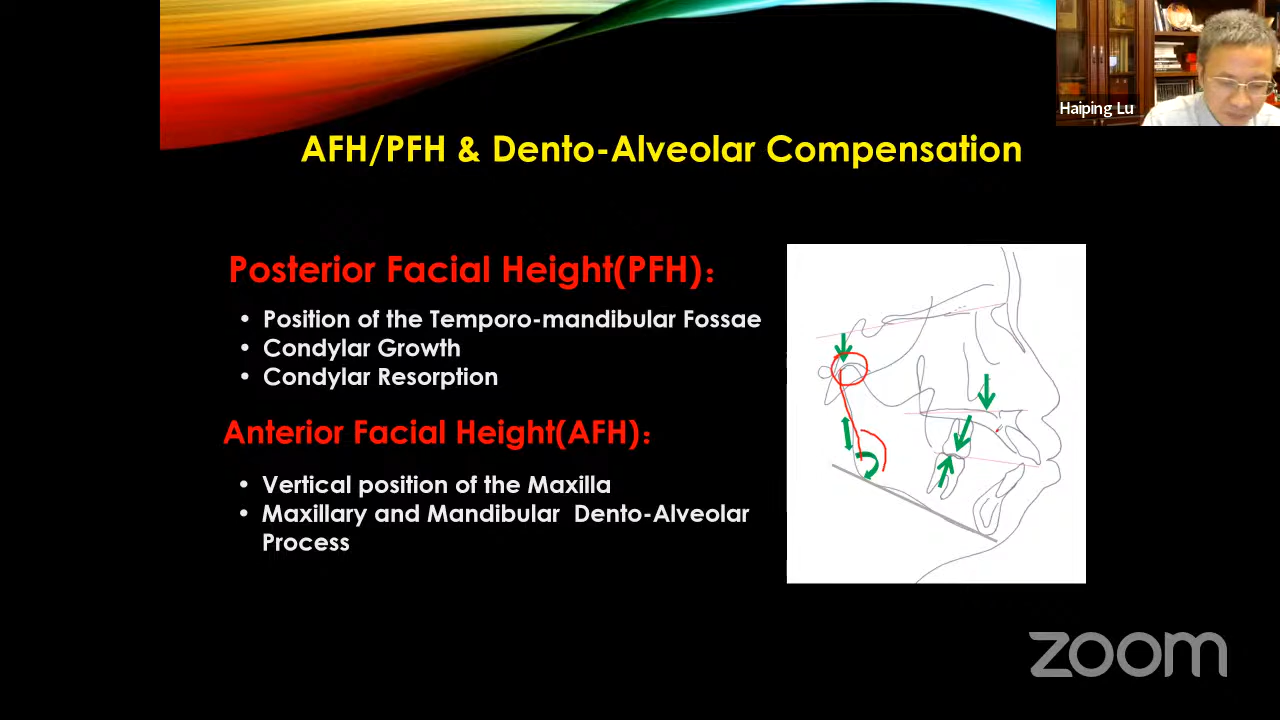 Haiping Lu
AFH/PFH & Dento-Alveolar Compensation
Posterior Facial Height(PFH):
• Position of the Temporo-mandibular Fossae
• Condylar Growth
• Condylar Resorption
Anterior Facial Height(AFH):
• Vertical position of the Maxilla
• Maxillary and Mandibular Dento-Alveolar
Process
zoom